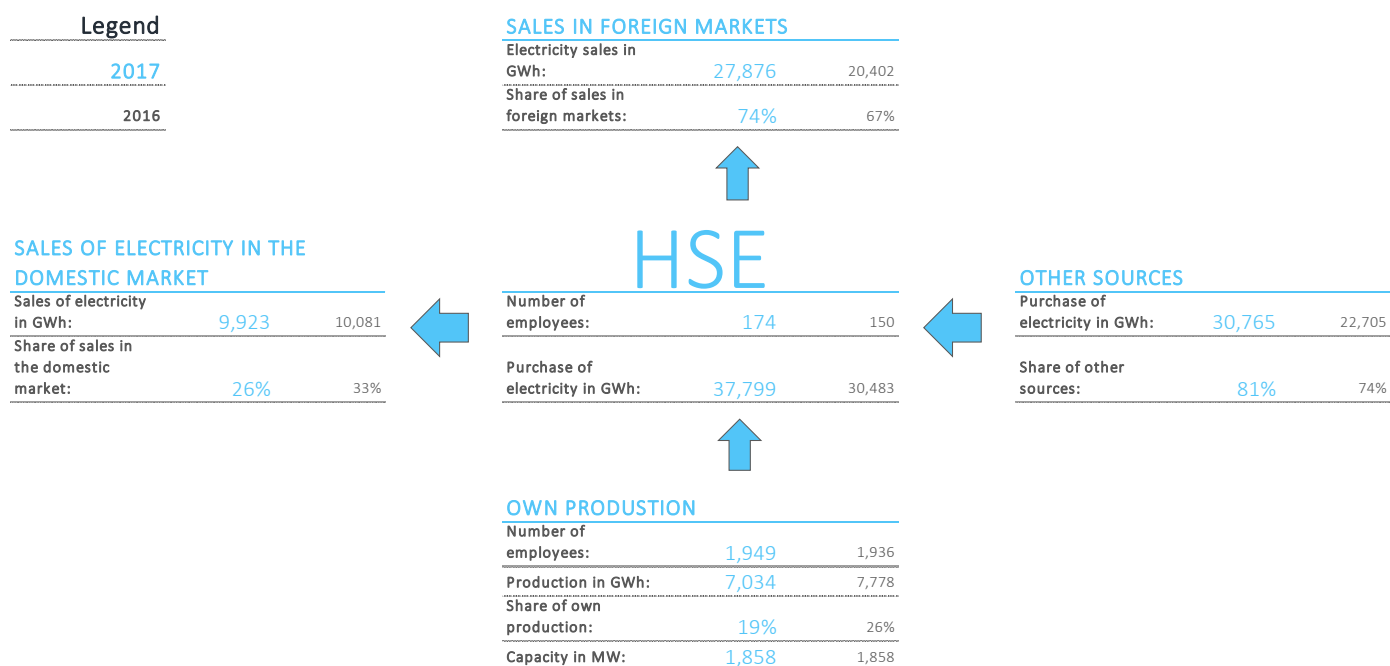 Legend
2017
2016
SALES IN FOREIGN MARKETS
Electricity sales in
GWh: 27,876 20,402
Share of sales in
foreign markets: 74% 67%
SALES OF ELECTRICITY IN THE
DOMESTIC MARKET
Sales of electricity
in GWh: 9,923 10,081
Share of sales in
the domestic
market: 26% 33%
HSE
Number of
employees: 174 150
Purchase of
electricity in GWh: 37,799 30,483
OTHER SOURCES
Purchase of
electricity in GWh: 30,765 22,705
Share of other
sources: 81% 74%
OWN PRODUSTION
Number of
employees: 1,949 1,936
Production in GWh: 7,034 7,778
Share of own
production: 19% 26%
Capacity in MW: 1,858 1,858